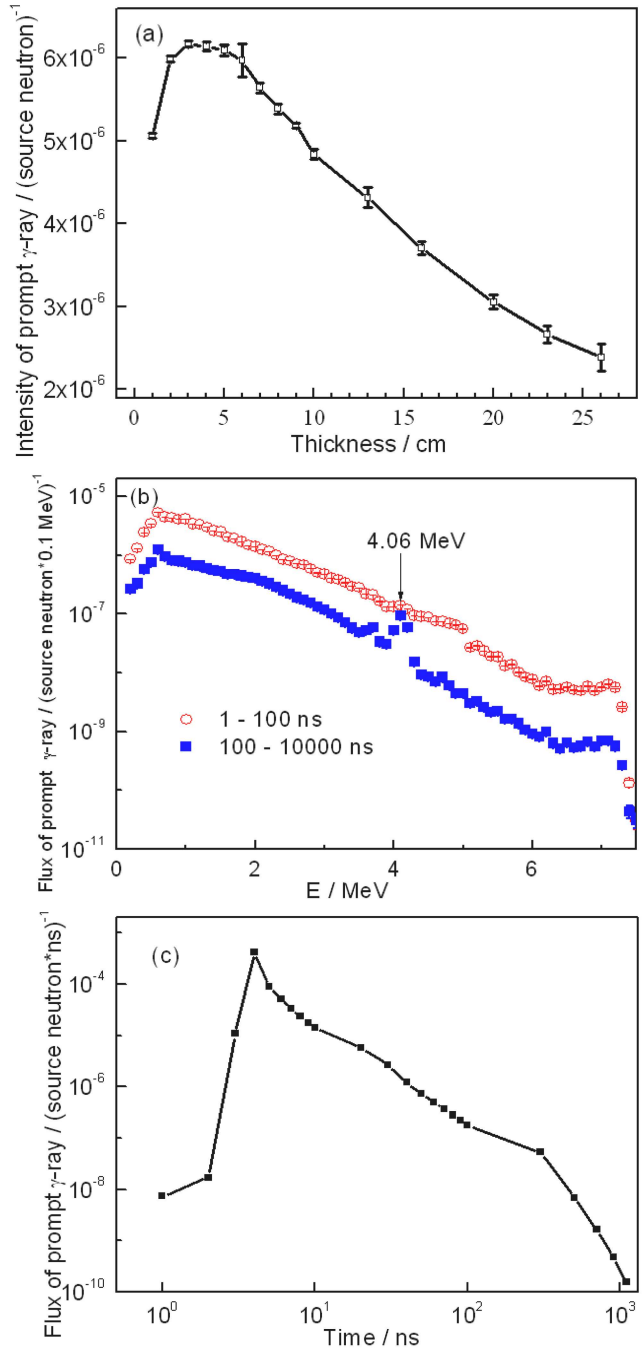 (a)
Intensity of prompt γ-ray / (source neutron)⁻¹
6x10⁻⁶
5x10⁻⁶
4x10⁻⁶
3x10⁻⁶
2x10⁻⁶
0 5 10 15 20 25
Thickness / cm
(b)
Flux of prompt γ-ray / (source neutron*0.1 MeV)⁻¹
10⁻⁵
10⁻⁷
10⁻⁹
10⁻¹¹
4.06 MeV
1 - 100 ns
100 - 10000 ns
0 2 4 6
E / MeV
(c)
Flux of prompt γ-ray / (source neutron*ns)⁻¹
10⁻⁴
10⁻⁶
10⁻⁸
10⁻¹⁰
10⁰ 10¹ 10² 10³
Time / ns